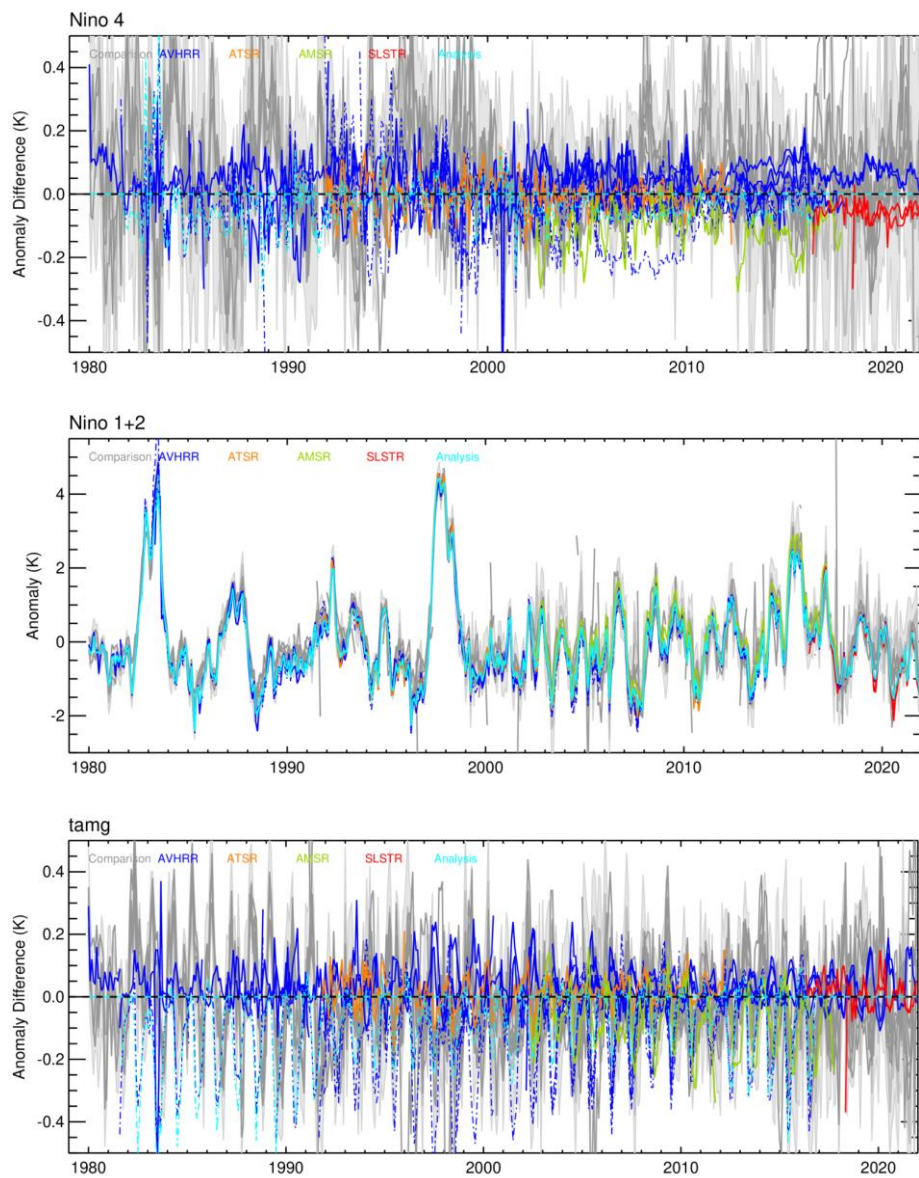 Nino 4
Comparison AVHRR ATSR AMSR SLSTR Analysis
0.4
0.2
0.0
-0.2
-0.4
Anomaly Difference (K)
1980 1990 2000 2010 2020
Nino 1+2
Comparison AVHRR ATSR AMSR SLSTR Analysis
4
2
0
-2
Anomaly (K)
1980 1990 2000 2010 2020
tamg
Comparison AVHRR ATSR AMSR SLSTR Analysis
0.4
0.2
0.0
-0.2
-0.4
Anomaly Difference (K)
1980 1990 2000 2010 2020